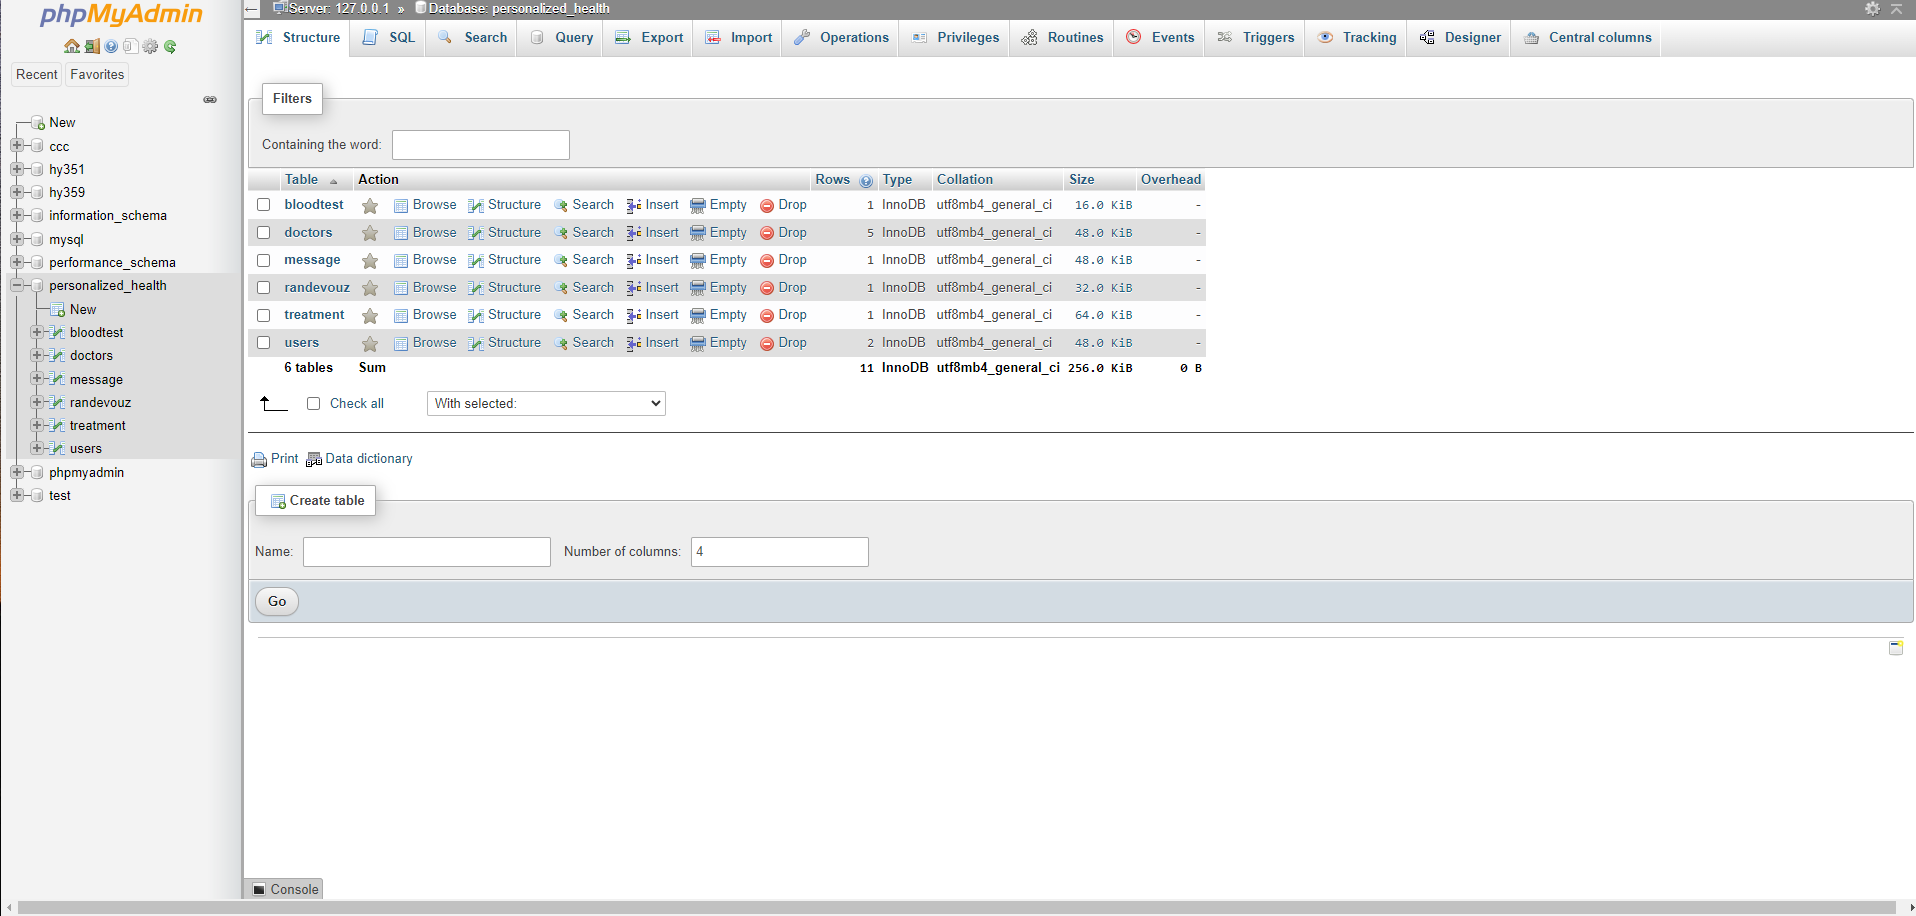 phpMyAdmin
Recent Favorites
New
ccc
hy351
hy359
information_schema
mysql
performance_schema
personalized_health
New
bloodtest
doctors
message
randevouz
treatment
users
phpmyadmin
test
Server: 127.0.0.1 » Database: personalized_health
Structure SQL Search Query Export Import Operations Privileges Routines Events Triggers Tracking Designer Central columns
Filters
Containing the word:
Table Action Rows Type Collation Size Overhead
bloodtest Browse Structure Search Insert Empty Drop 1 InnoDB utf8mb4_general_ci 16.0 KiB -
doctors Browse Structure Search Insert Empty Drop 5 InnoDB utf8mb4_general_ci 48.0 KiB -
message Browse Structure Search Insert Empty Drop 1 InnoDB utf8mb4_general_ci 48.0 KiB -
randevouz Browse Structure Search Insert Empty Drop 1 InnoDB utf8mb4_general_ci 32.0 KiB -
treatment Browse Structure Search Insert Empty Drop 1 InnoDB utf8mb4_general_ci 64.0 KiB -
users Browse Structure Search Insert Empty Drop 2 InnoDB utf8mb4_general_ci 48.0 KiB -
6 tables Sum 11 InnoDB utf8mb4_general_ci 256.0 KiB 0 B
Check all With selected:
Print Data dictionary
Create table
Name: Number of columns: 4
Go
Console